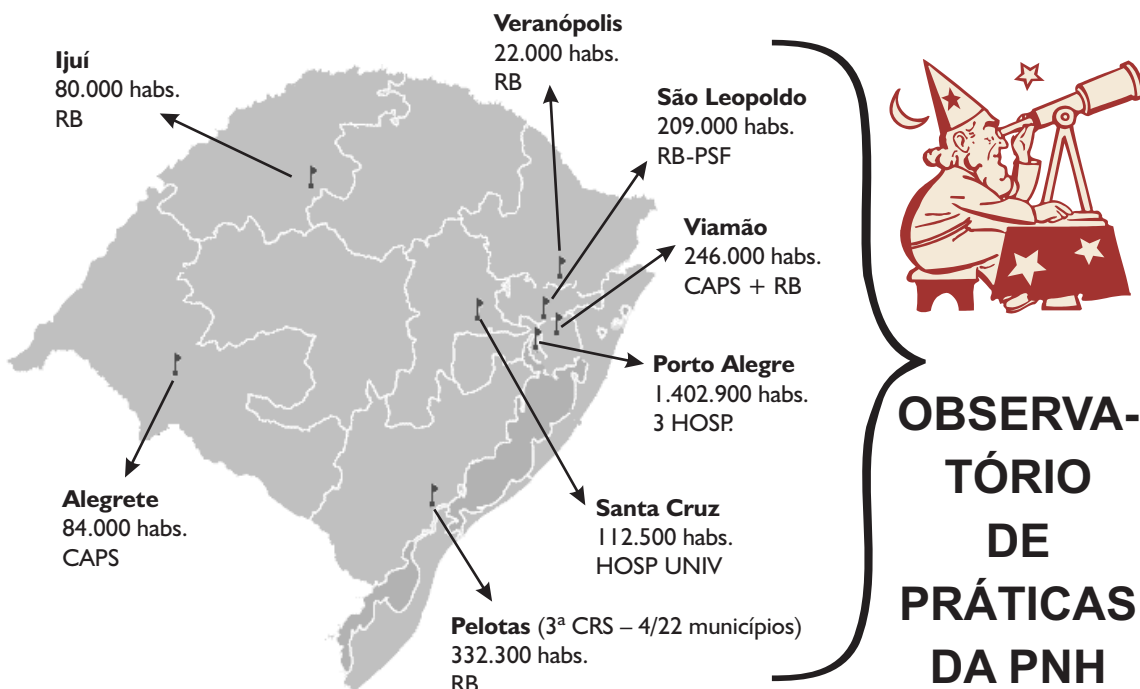 Veranópolis
22.000 habs.
RB
Ijuí
80.000 habs.
RB
São Leopoldo
209.000 habs.
RB-PSF
Viamão
246.000 habs.
CAPS + RB
Porto Alegre
1.402.900 habs.
3 HOSP.
Alegrete
84.000 habs.
CAPS
Santa Cruz
112.500 habs.
HOSP UNIV
Pelotas (3ª CRS – 4/22 municípios)
332.300 habs.
RB
OBSERVA-
TÓRIO
DE
PRÁTICAS
DA PNH